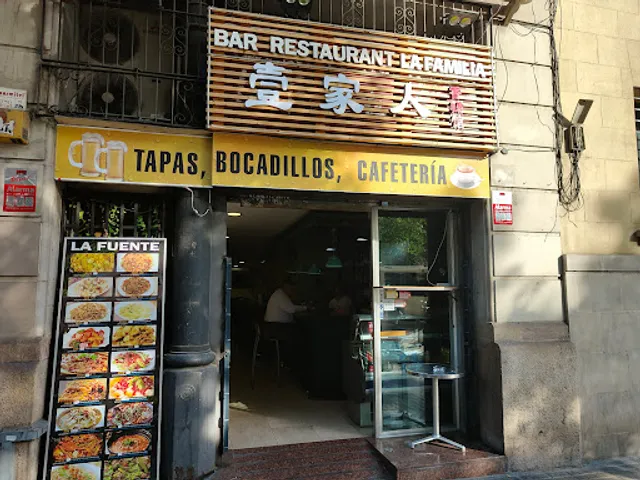 BAR RESTAURANT LA FAMILIA
壹家人
TAPAS, BOCADILLOS, CAFETERÍA
LA FUENTE